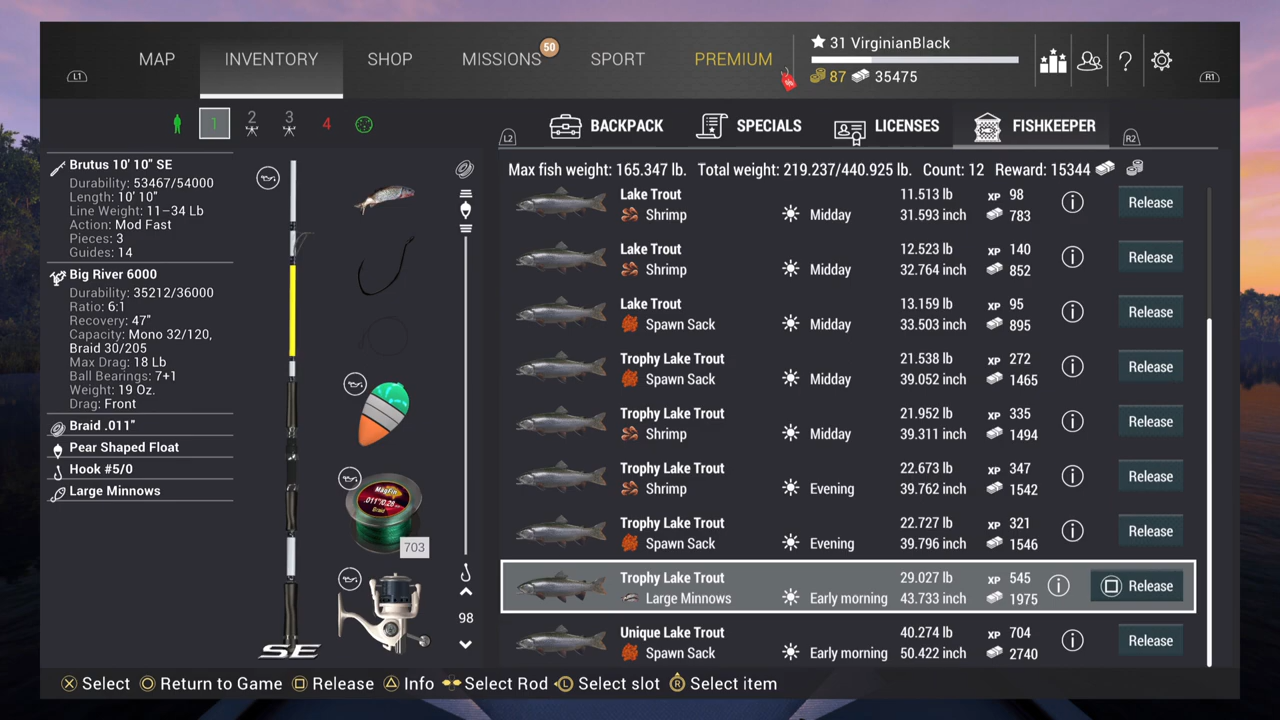 MAP
INVENTORY
SHOP
MISSIONS
50
SPORT
PREMIUM
31 VirginianBlack
87 35475
L1
R1
1 2 3 4
L2
BACKPACK
SPECIALS
LICENSES
FISHKEEPER
R2
Brutus 10' 10" SE
Durability: 53467/54000
Length: 10' 10"
Line Weight: 11–34 Lb
Action: Mod Fast
Pieces: 3
Guides: 14
Big River 6000
Durability: 35212/36000
Ratio: 6:1
Recovery: 47"
Capacity: Mono 32/120,
Braid 30/205
Max Drag: 18 Lb
Ball Bearings: 7+1
Weight: 19 Oz.
Drag: Front
Braid .011"
Pear Shaped Float
Hook #5/0
Large Minnows
SE
703
98
Max fish weight: 165.347 lb. Total weight: 219.237/440.925 lb. Count: 12 Reward: 15344
Lake Trout 11.513 lb XP 98
Shrimp Midday 31.593 inch 783
Release
Lake Trout 12.523 lb XP 140
Shrimp Midday 32.764 inch 852
Release
Lake Trout 13.159 lb XP 95
Spawn Sack Midday 33.503 inch 895
Release
Trophy Lake Trout 21.538 lb XP 272
Spawn Sack Midday 39.052 inch 1465
Release
Trophy Lake Trout 21.952 lb XP 335
Shrimp Midday 39.311 inch 1494
Release
Trophy Lake Trout 22.673 lb XP 347
Shrimp Evening 39.762 inch 1542
Release
Trophy Lake Trout 22.727 lb XP 321
Spawn Sack Evening 39.796 inch 1546
Release
Trophy Lake Trout 29.027 lb XP 545
Large Minnows Early morning 43.733 inch 1975
Release
Unique Lake Trout 40.274 lb XP 704
Spawn Sack Early morning 50.422 inch 2740
Release
Select Return to Game Release Info Select Rod Select slot Select item